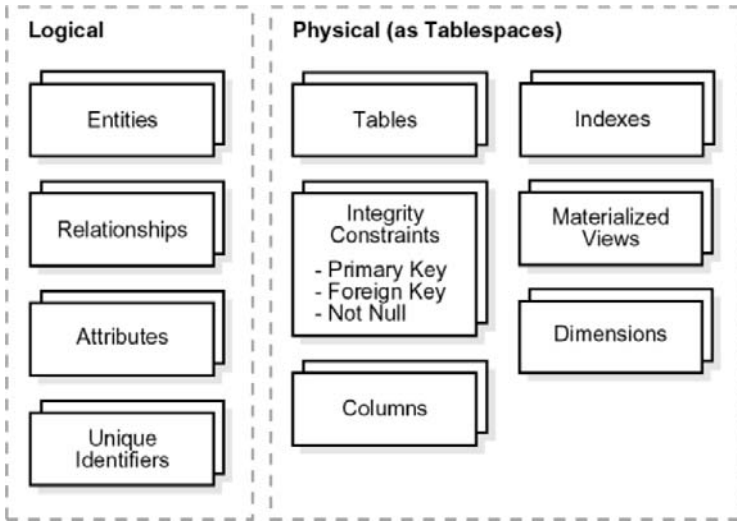 Logical
Entities
Relationships
Attributes
Unique
Identifiers
Physical (as Tablespaces)
Tables
Integrity
Constraints
- Primary Key
- Foreign Key
- Not Null
Columns
Indexes
Materialized
Views
Dimensions